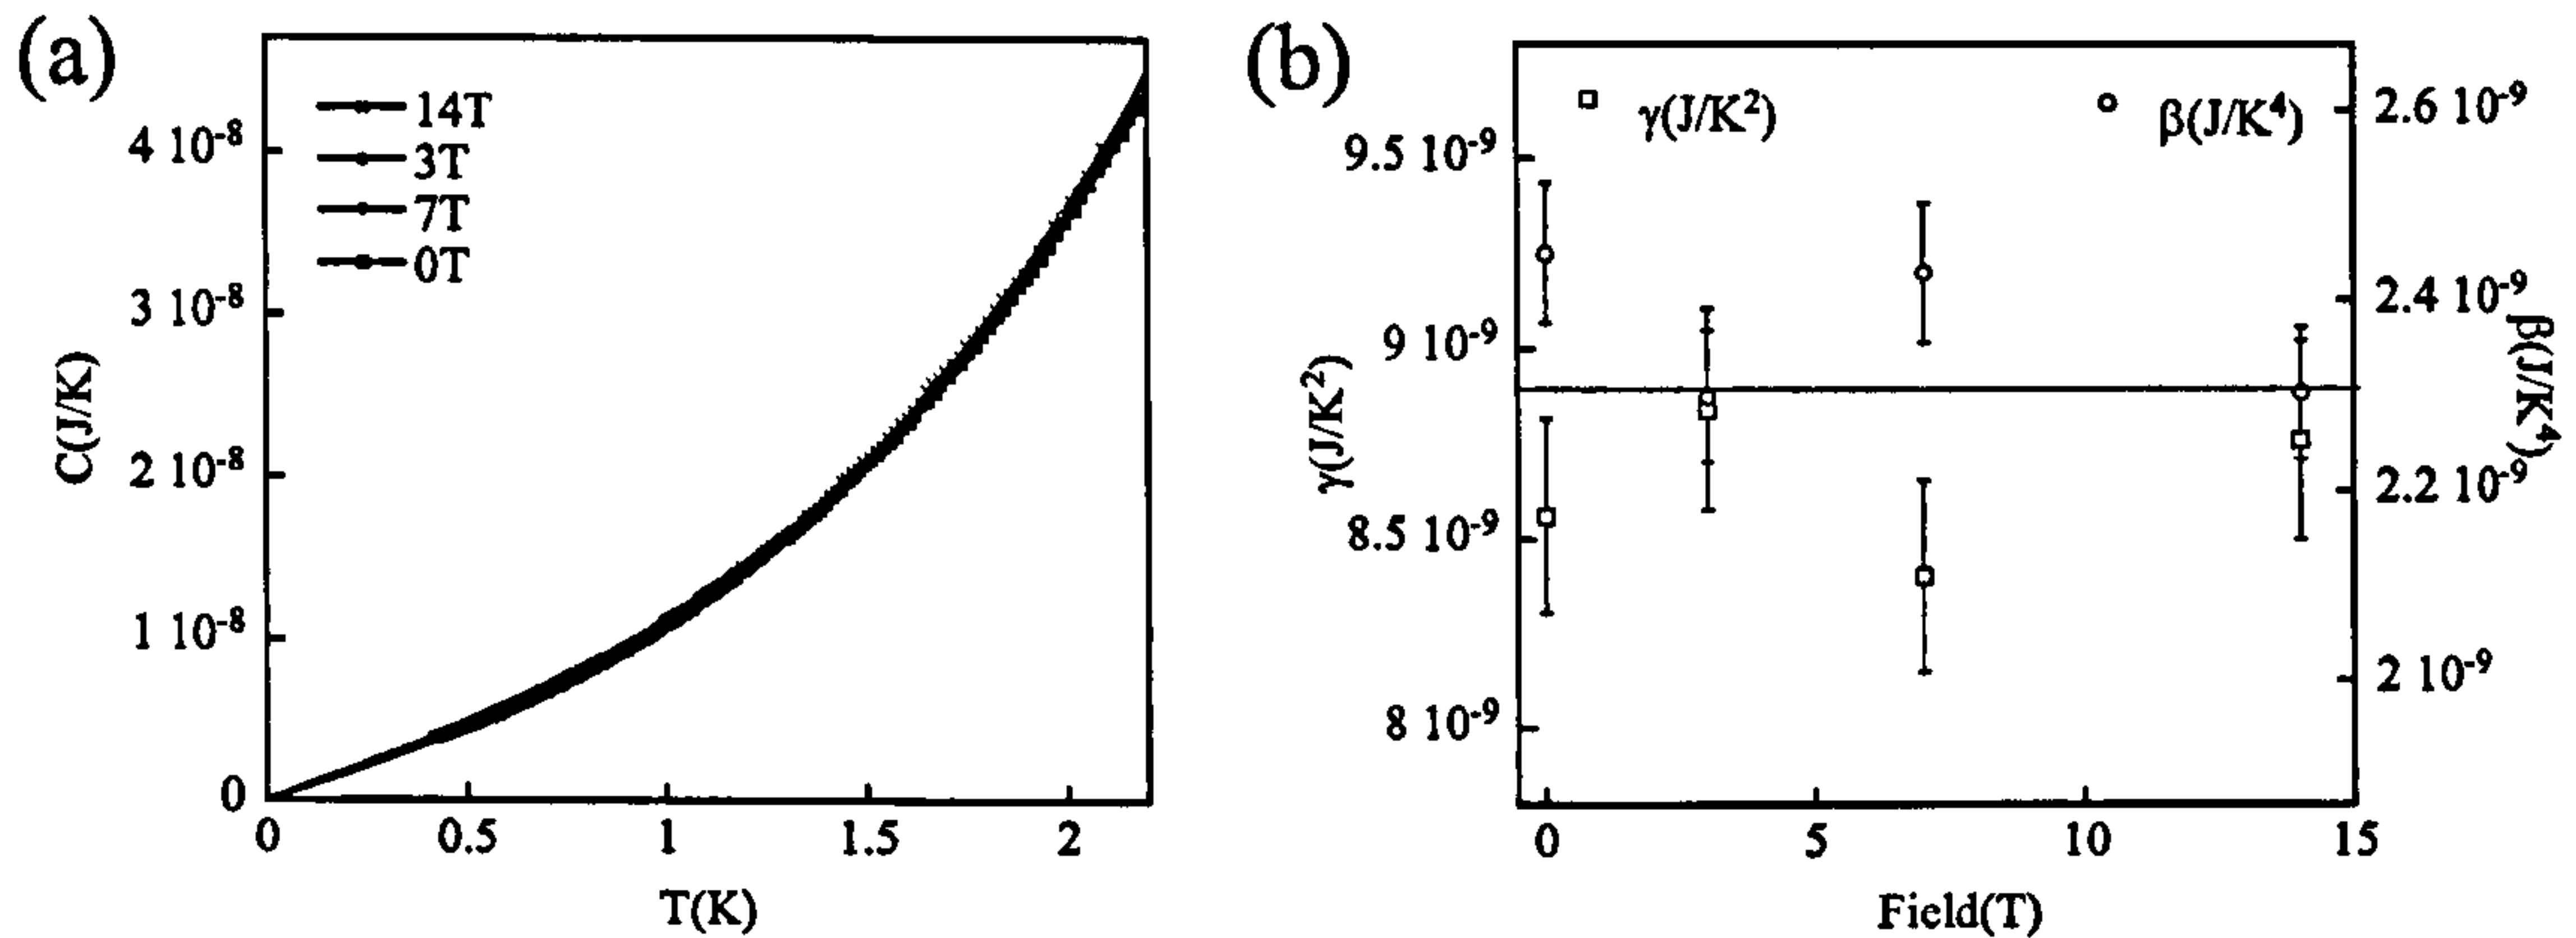 (a)
14T
3T
7T
0T
4 10⁻⁸
3 10⁻⁸
2 10⁻⁸
1 10⁻⁸
0
C(J/K)
0 0.5 1 1.5 2
T(K)
(b)
γ(J/K²) β(J/K⁴)
9.5 10⁻⁹
9 10⁻⁹
8.5 10⁻⁹
8 10⁻⁹
γ(J/K²)
2.6 10⁻⁹
2.4 10⁻⁹
2.2 10⁻⁹
2 10⁻⁹
β(J/K⁴)
0 5 10 15
Field(T)